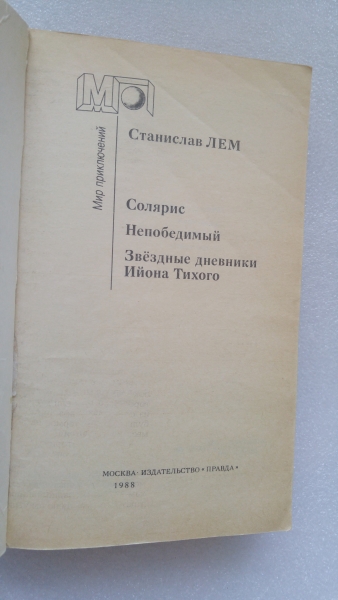 МП
Мир приключений
Станислав ЛЕМ
Солярис
Непобедимый
Звёздные дневники
Ийона Тихого
МОСКВА · ИЗДАТЕЛЬСТВО «ПРАВДА»
1988